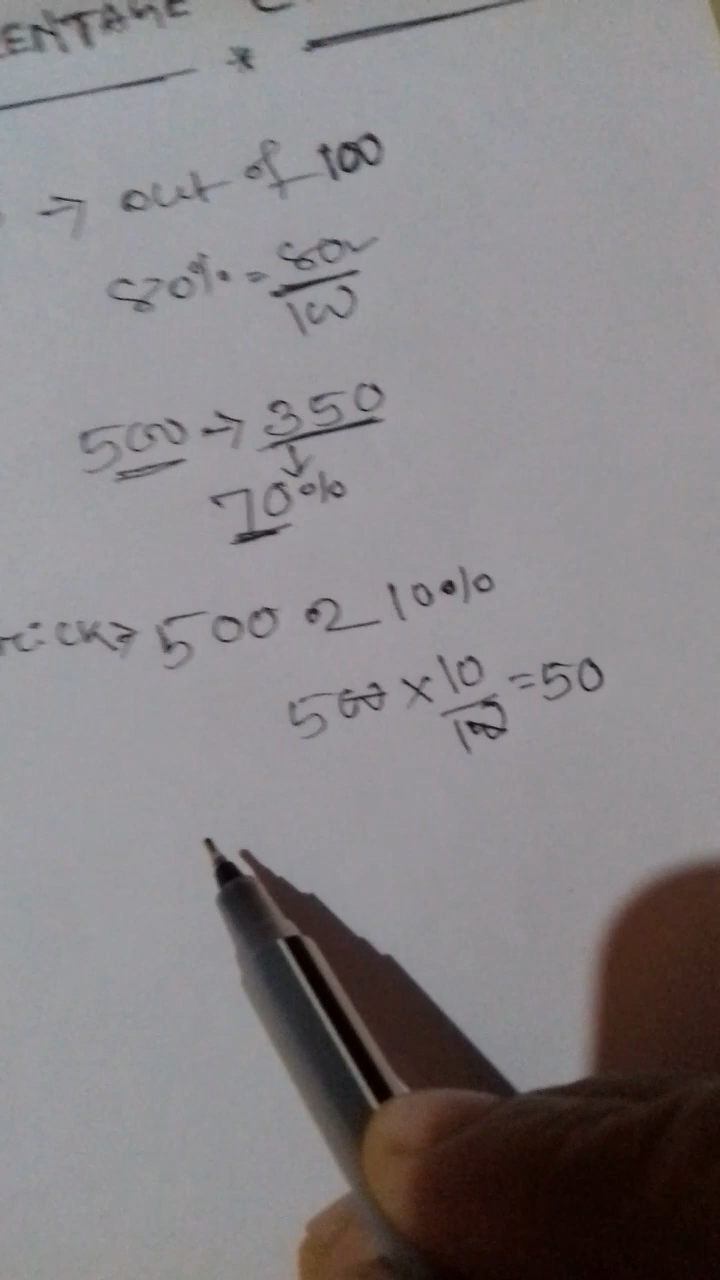 ENTAGE
*
→ out of 100
80% = 80/100
500 → 350
↓
70%
500 2 10%
500 × 10/100 = 50